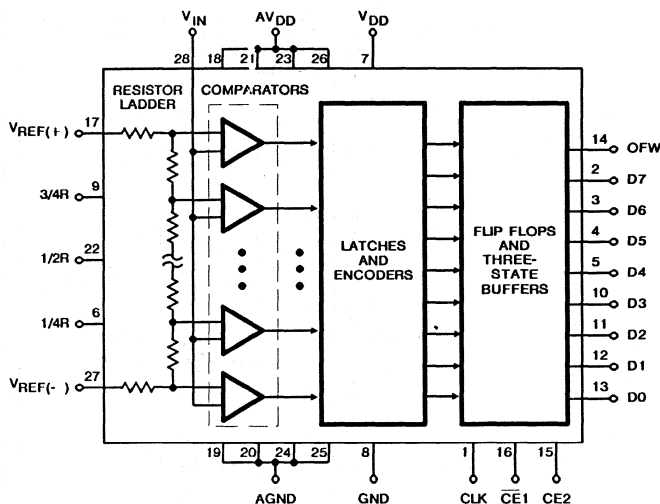 V_IN AV_DD V_DD
28 18 21 23 26 7
RESISTOR LADDER
COMPARATORS
V_REF(+) 17
3/4R 9
1/2R 22
1/4R 6
V_REF(-) 27
LATCHES
AND
ENCODERS
FLIP FLOPS
AND
THREE-
STATE
BUFFERS
14 OFW
2 D7
3 D6
4 D5
5 D4
10 D3
11 D2
12 D1
13 D0
19 20 24 25 8 1 16 15
AGND GND CLK C̅E̅1 CE2